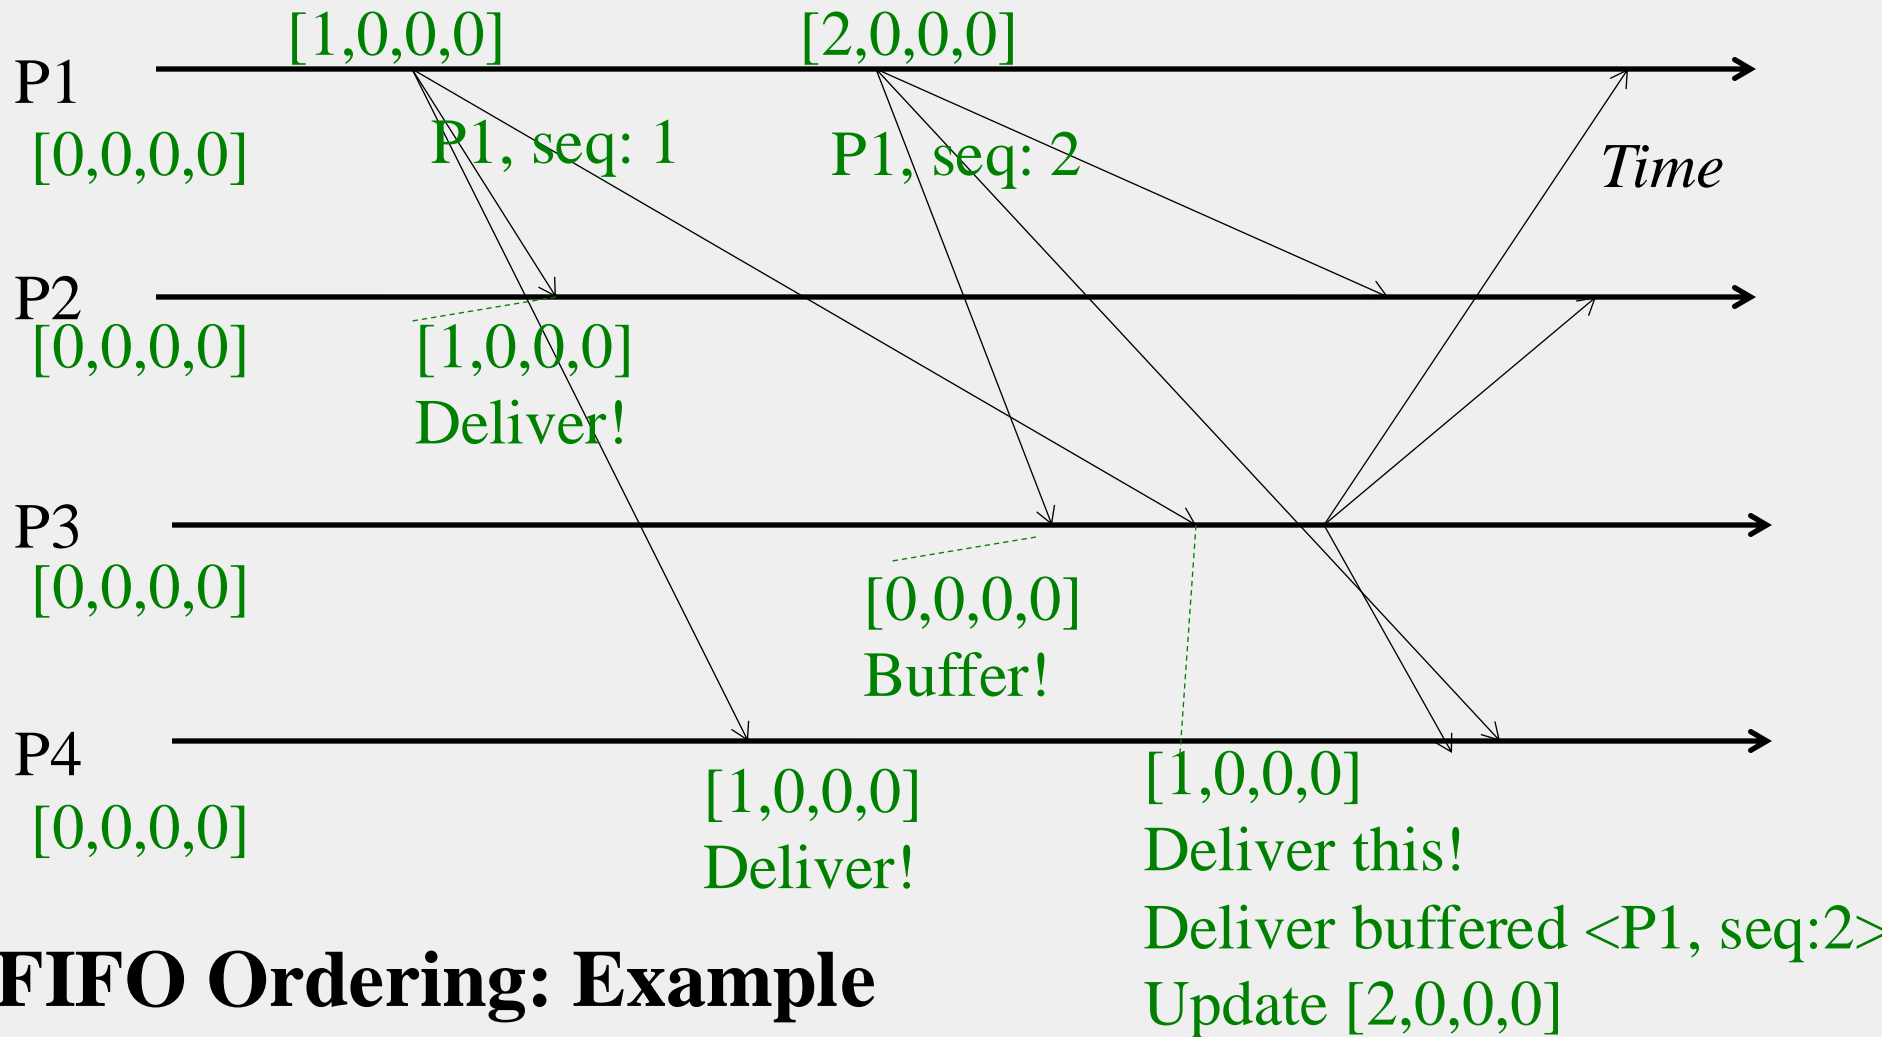 [1,0,0,0]
[2,0,0,0]
P1
[0,0,0,0]
P1, seq: 1
P1, seq: 2
Time
P2
[0,0,0,0]
[1,0,0,0]
Deliver!
P3
[0,0,0,0]
[0,0,0,0]
Buffer!
P4
[0,0,0,0]
[1,0,0,0]
Deliver!
[1,0,0,0]
Deliver this!
Deliver buffered <P1, seq:2>
Update [2,0,0,0]
FIFO Ordering: Example